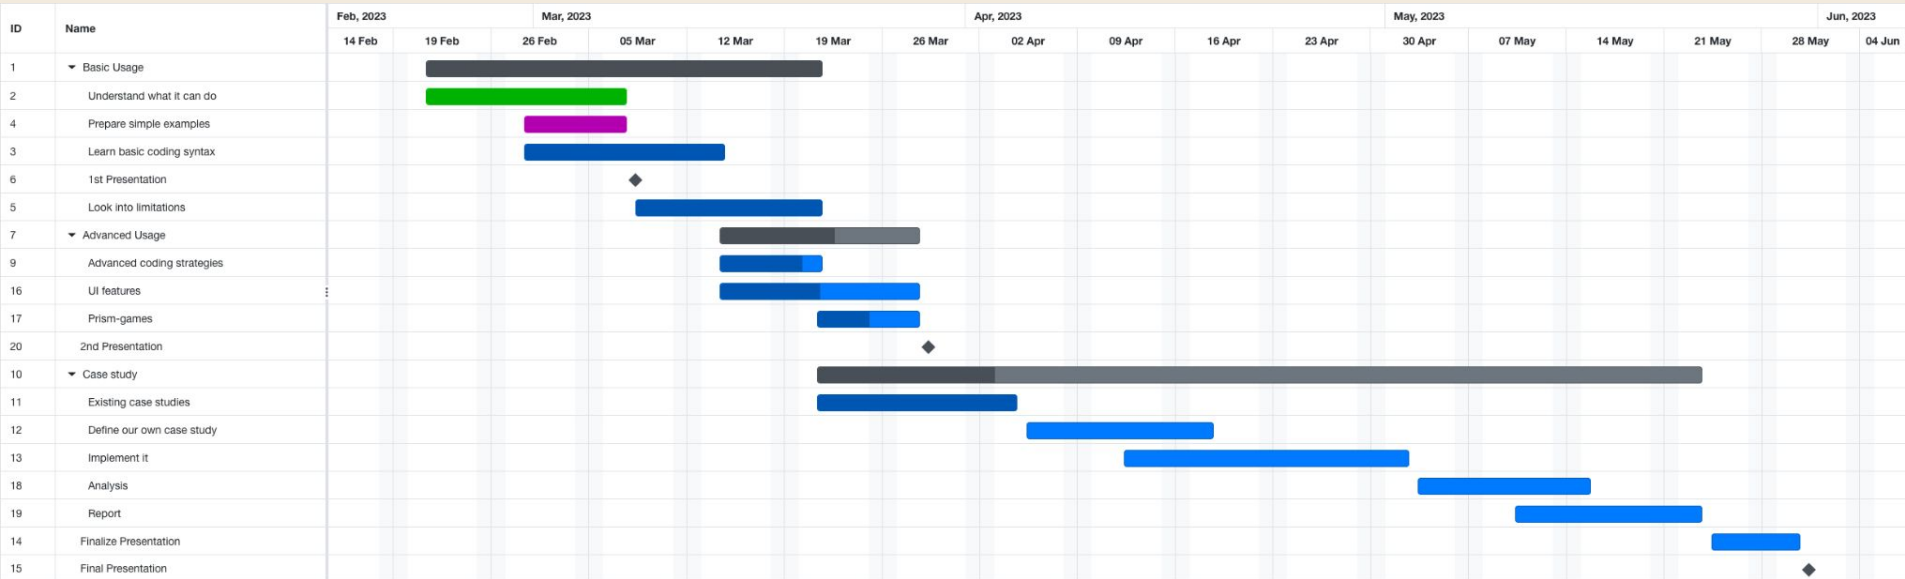 ID Name Feb, 2023 Mar, 2023 Apr, 2023 May, 2023 Jun, 2023
14 Feb 19 Feb 26 Feb 05 Mar 12 Mar 19 Mar 26 Mar 02 Apr 09 Apr 16 Apr 23 Apr 30 Apr 07 May 14 May 21 May 28 May 04 Jun
1 Basic Usage
2 Understand what it can do
4 Prepare simple examples
3 Learn basic coding syntax
6 1st Presentation
5 Look into limitations
7 Advanced Usage
9 Advanced coding strategies
16 UI features
17 Prism-games
20 2nd Presentation
10 Case study
11 Existing case studies
12 Define our own case study
13 Implement it
18 Analysis
19 Report
14 Finalize Presentation
15 Final Presentation